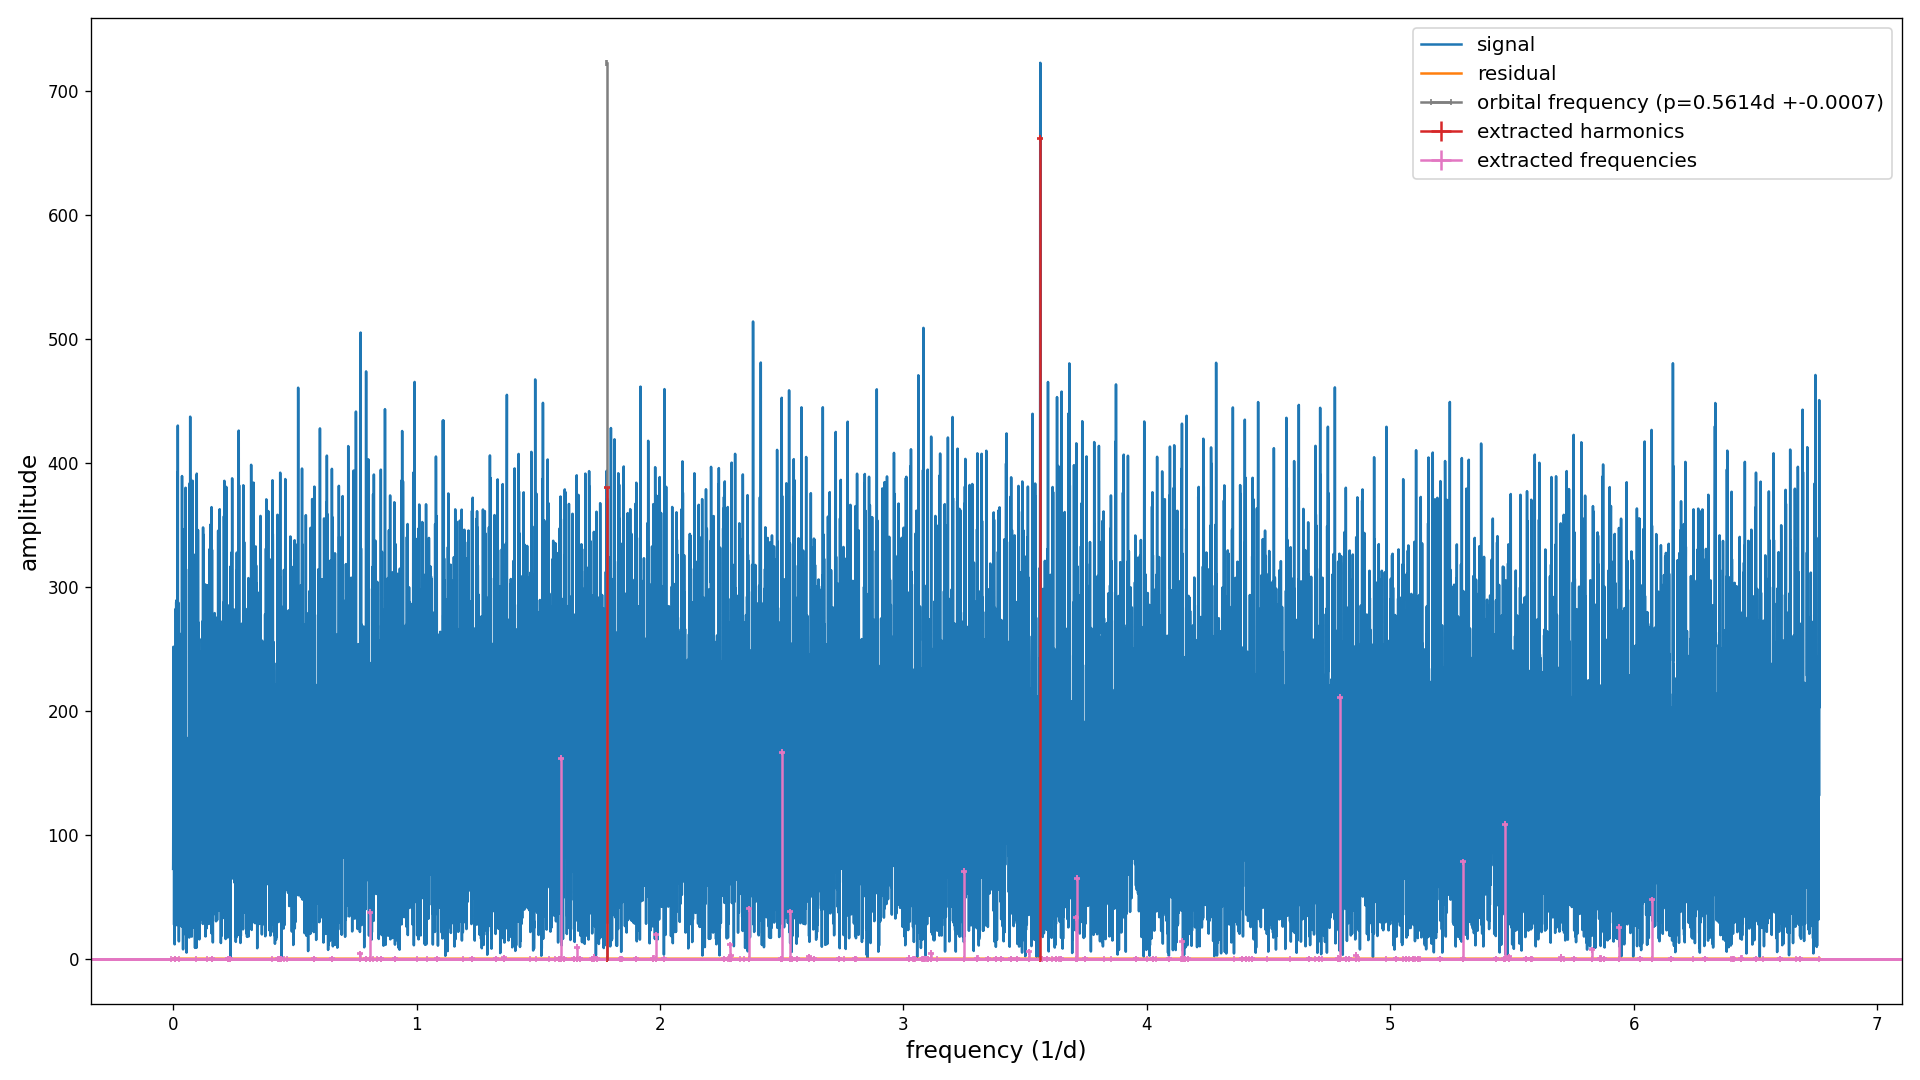 signal
residual
orbital frequency (p=0.5614d +-0.0007)
extracted harmonics
extracted frequencies
amplitude
700
600
500
400
300
200
100
0
0 1 2 3 4 5 6 7
frequency (1/d)